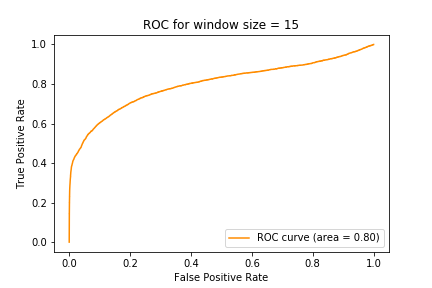 ROC for window size = 15
True Positive Rate
1.0
0.8
0.6
0.4
0.2
0.0
ROC curve (area = 0.80)
0.0 0.2 0.4 0.6 0.8 1.0
False Positive Rate